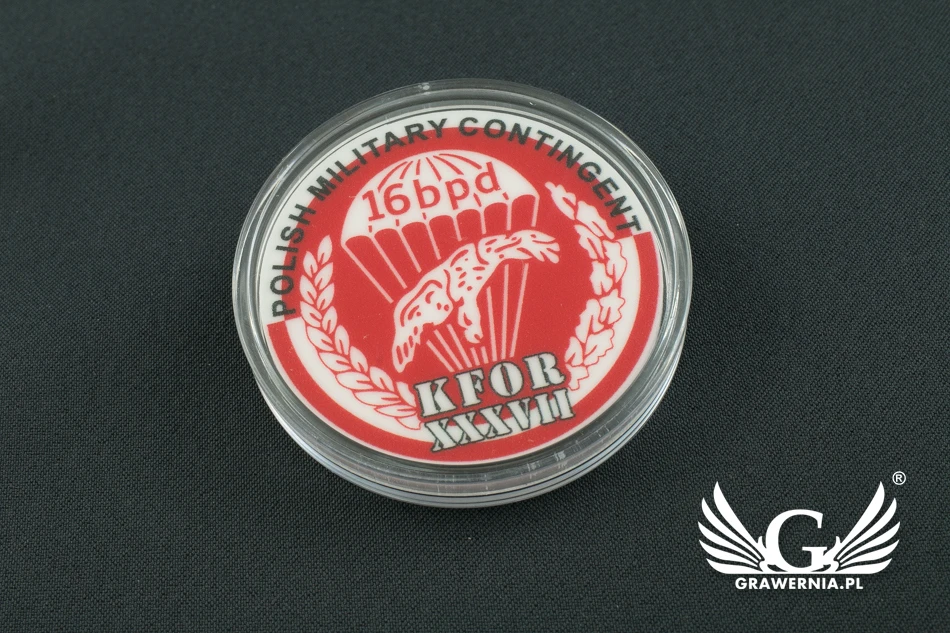 POLISH MILITARY CONTINGENT
16bpd
KFOR
XXXVII
G
®
GRAWERNIA.PL